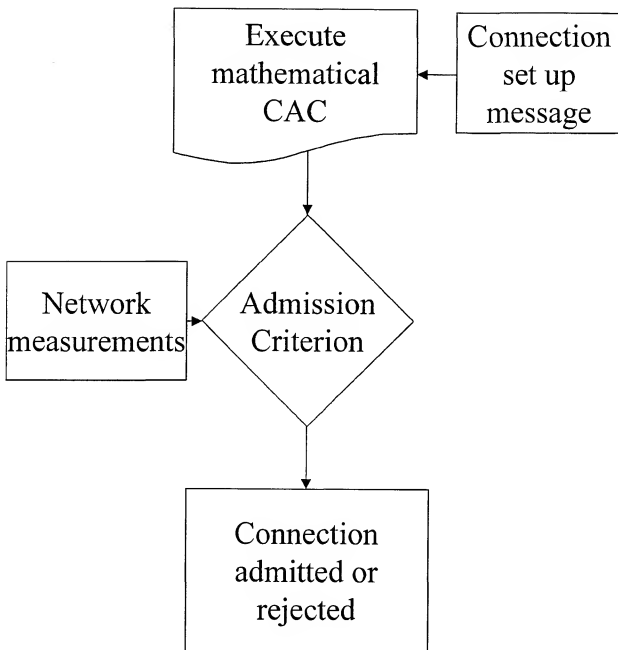 Execute
mathematical
CAC
Connection
set up
message
Network
measurements
Admission
Criterion
Connection
admitted or
rejected